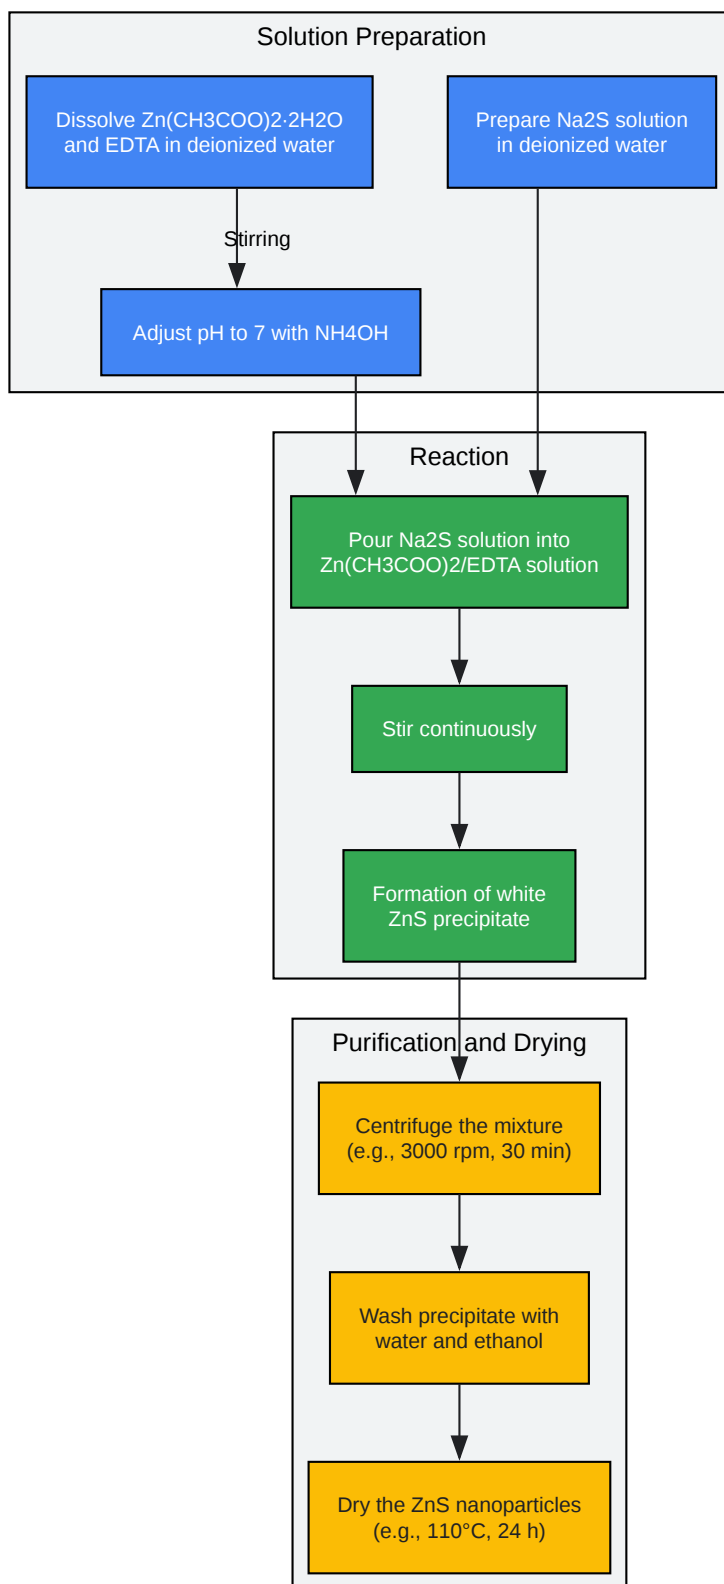 Solution Preparation
Dissolve Zn(CH3COO)2·2H2O
and EDTA in deionized water
Prepare Na2S solution
in deionized water
Stirring
Adjust pH to 7 with NH4OH
Reaction
Pour Na2S solution into
Zn(CH3COO)2/EDTA solution
Stir continuously
Formation of white
ZnS precipitate
Purification and Drying
Centrifuge the mixture
(e.g., 3000 rpm, 30 min)
Wash precipitate with
water and ethanol
Dry the ZnS nanoparticles
(e.g., 110°C, 24 h)